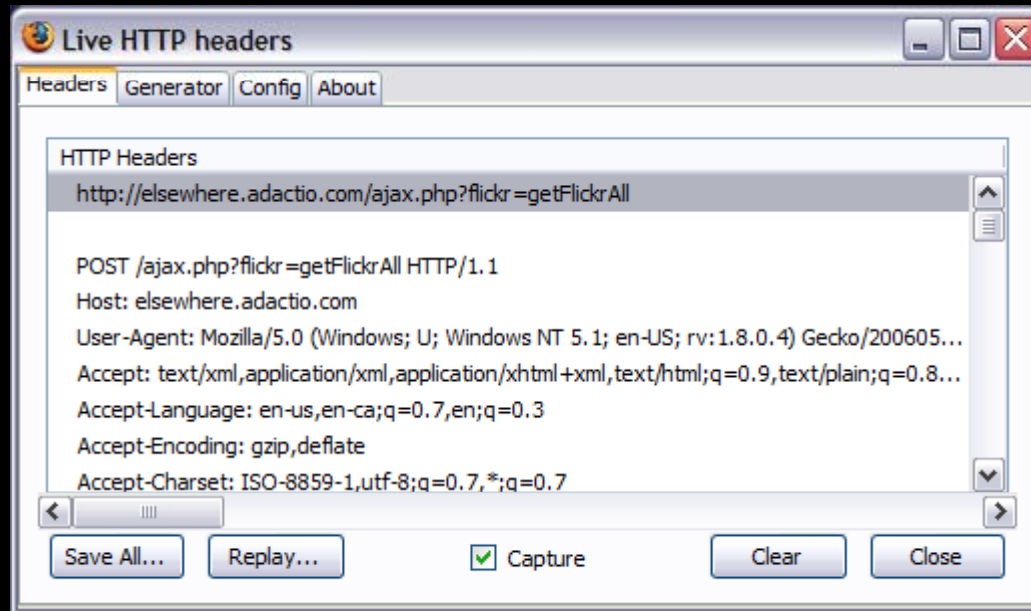 Live HTTP headers
Headers Generator Config About
HTTP Headers
http://elsewhere.adactio.com/ajax.php?flickr=getFlickrAll
POST /ajax.php?flickr=getFlickrAll HTTP/1.1
Host: elsewhere.adactio.com
User-Agent: Mozilla/5.0 (Windows; U; Windows NT 5.1; en-US; rv:1.8.0.4) Gecko/200605...
Accept: text/xml,application/xml,application/xhtml+xml,text/html;q=0.9,text/plain;q=0.8...
Accept-Language: en-us,en-ca;q=0.7,en;q=0.3
Accept-Encoding: gzip,deflate
Accept-Charset: ISO-8859-1,utf-8;q=0.7,*;q=0.7
Save All... Replay... Capture Clear Close